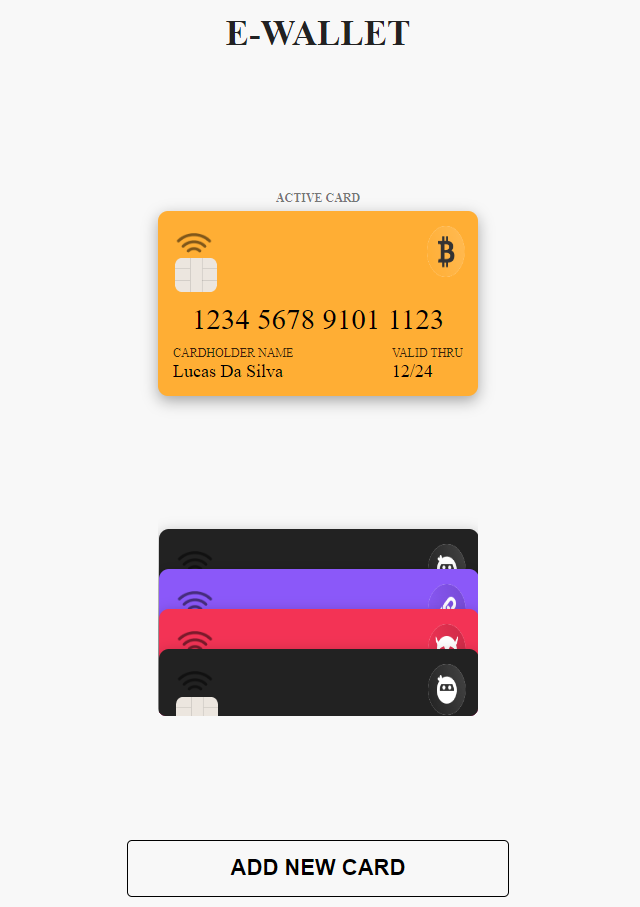 E-WALLET
ACTIVE CARD
1234 5678 9101 1123
CARDHOLDER NAME VALID THRU
Lucas Da Silva 12/24
ADD NEW CARD